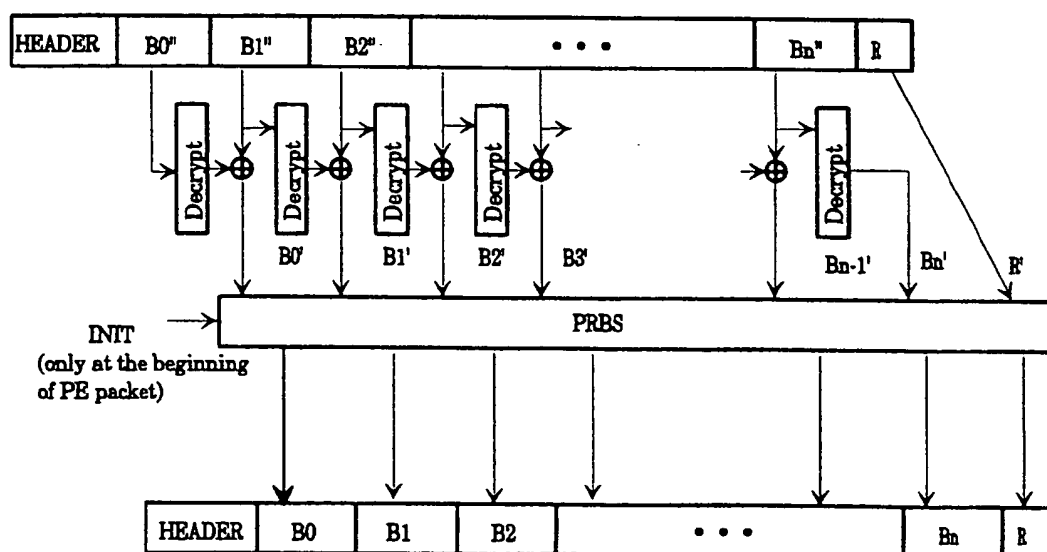 HEADER B0" B1" B2" • • • Bn" R
Decrypt Decrypt Decrypt Decrypt Decrypt
B0' B1' B2' B3' Bn-1' Bn' R'
PRBS
INIT
(only at the beginning
of PE packet)
HEADER B0 B1 B2 • • • Bn R